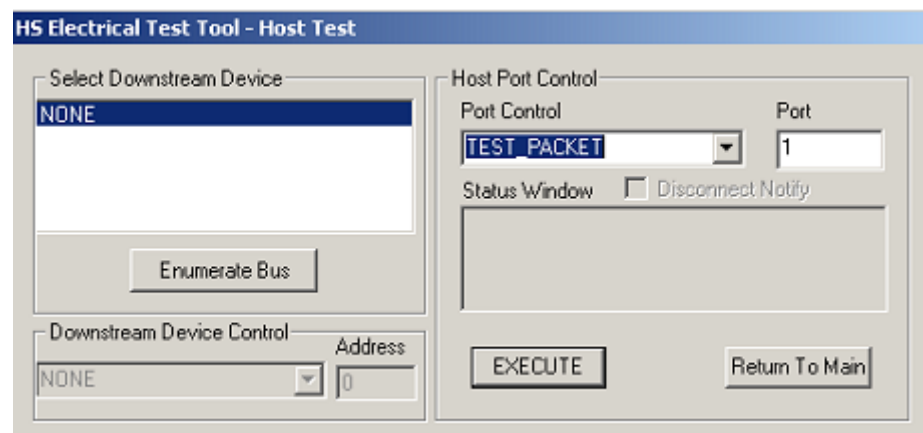 HS Electrical Test Tool - Host Test
Select Downstream Device
NONE
Enumerate Bus
Downstream Device Control
Address
NONE
0
Host Port Control
Port Control
Port
TEST_PACKET
1
Status Window
Disconnect Notify
EXECUTE
Return To Main